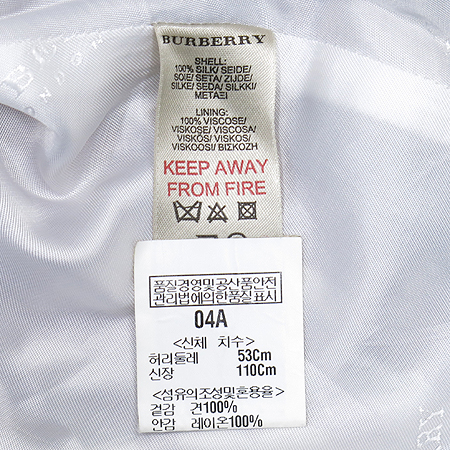 BURBERRY
SHELL:
100% SILK/ SEIDE/
SOIE/ SETA/ ZIJDE/
SILKE/ SEDA/ SILKKI/
ΜΕΤΑΞΙ
LINING:
100% VISCOSE/
VISKOSE/ VISCOSA/
VISKOS/ VISKOS/
VISKOOSI/ ΒΙΣΚΟΖΗ
KEEP AWAY
FROM FIRE
품질경영및공산품안전
관리법에의한품질표시
04A
<신체 치수>
허리둘레 53Cm
신장 110Cm
<섬유의조성및혼용율>
겉감 견100%
안감 레이온100%